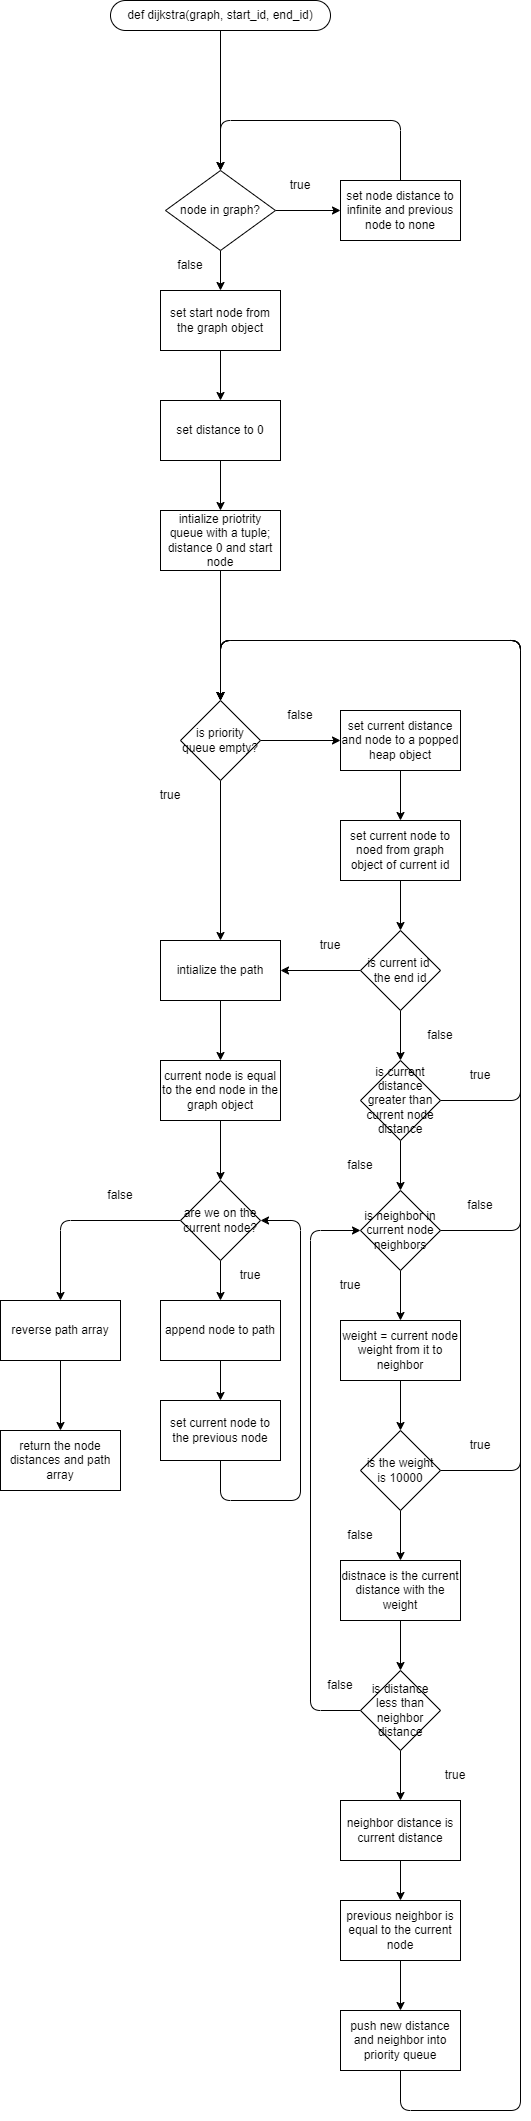 def dijkstra(graph, start_id, end_id)
node in graph?
true
set node distance to
infinite and previous
node to none
false
set start node from
the graph object
set distance to 0
intialize priotrity
queue with a tuple;
distance 0 and start
node
is priority
queue empty?
false
set current distance
and node to a popped
heap object
true
set current node to
noed from graph
object of current id
intialize the path
true
is current id
the end id
false
current node is equal
to the end node in the
graph object
is current
distance
greater than
current node
distance
true
false
false
are we on the
current node?
is neighbor in
current node
neighbors
false
true
true
reverse path array
append node to path
weight = current node
weight from it to
neighbor
set current node to
the previous node
return the node
distances and path
array
is the weight
is 10000
true
false
distnace is the current
distance with the
weight
false
is distance
less than
neighbor
distance
true
neighbor distance is
current distance
previous neighbor is
equal to the current
node
push new distance
and neighbor into
priority queue